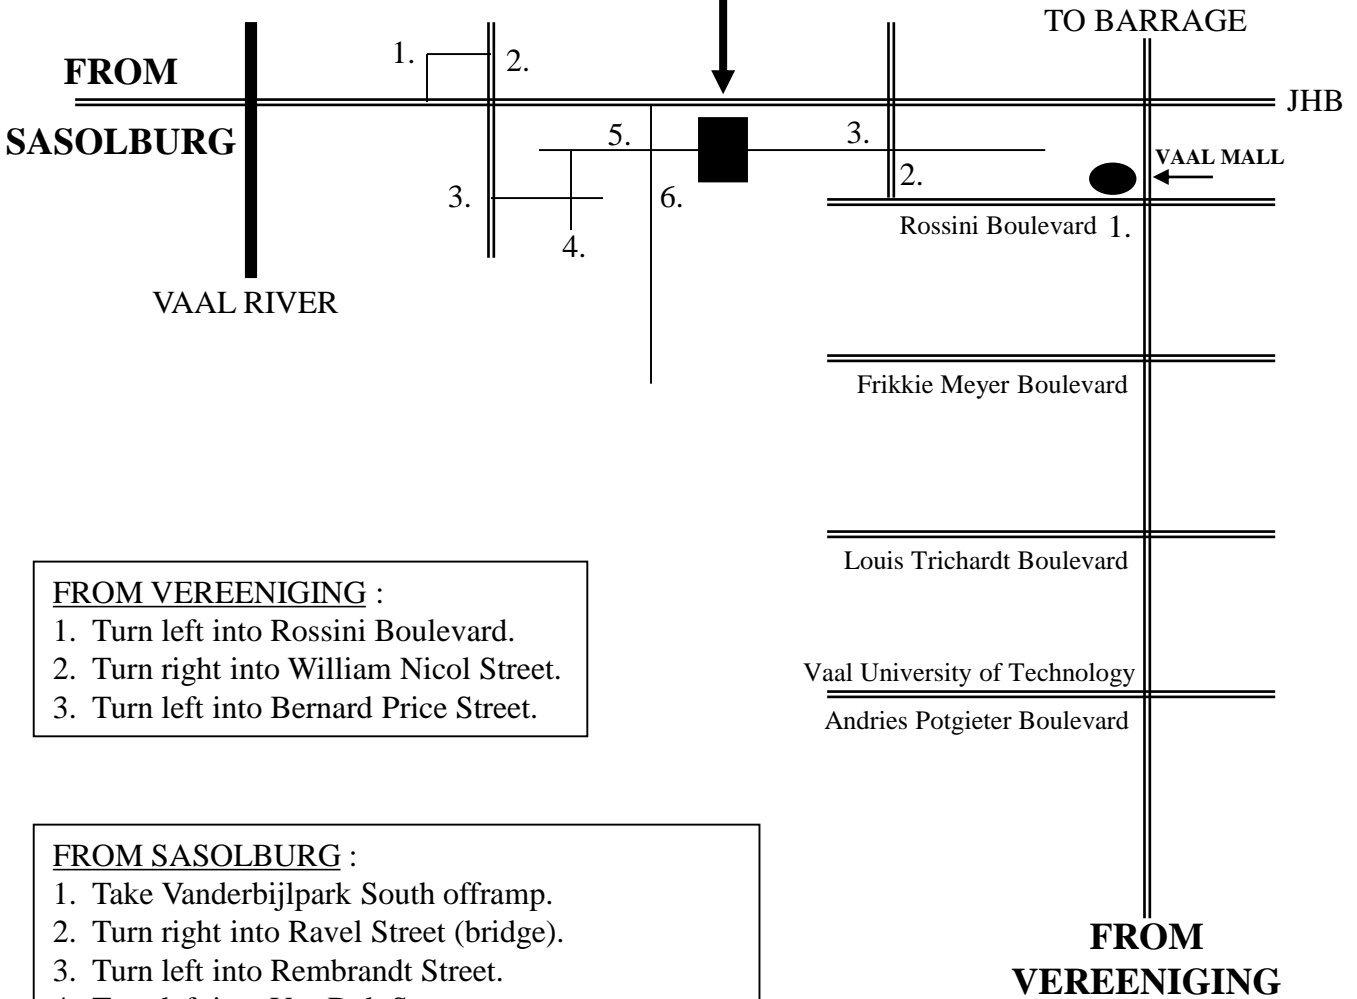 TO BARRAGE
1.
2.
FROM
JHB
SASOLBURG
5.
3.
VAAL MALL
2.
3.
6.
Rossini Boulevard 1.
4.
VAAL RIVER
Frikkie Meyer Boulevard
Louis Trichardt Boulevard
Vaal University of Technology
Andries Potgieter Boulevard
FROM VEREENIGING :
1. Turn left into Rossini Boulevard.
2. Turn right into William Nicol Street.
3. Turn left into Bernard Price Street.
FROM SASOLBURG :
1. Take Vanderbijlpark South offramp.
2. Turn right into Ravel Street (bridge).
3. Turn left into Rembrandt Street.
FROM
VEREENIGING